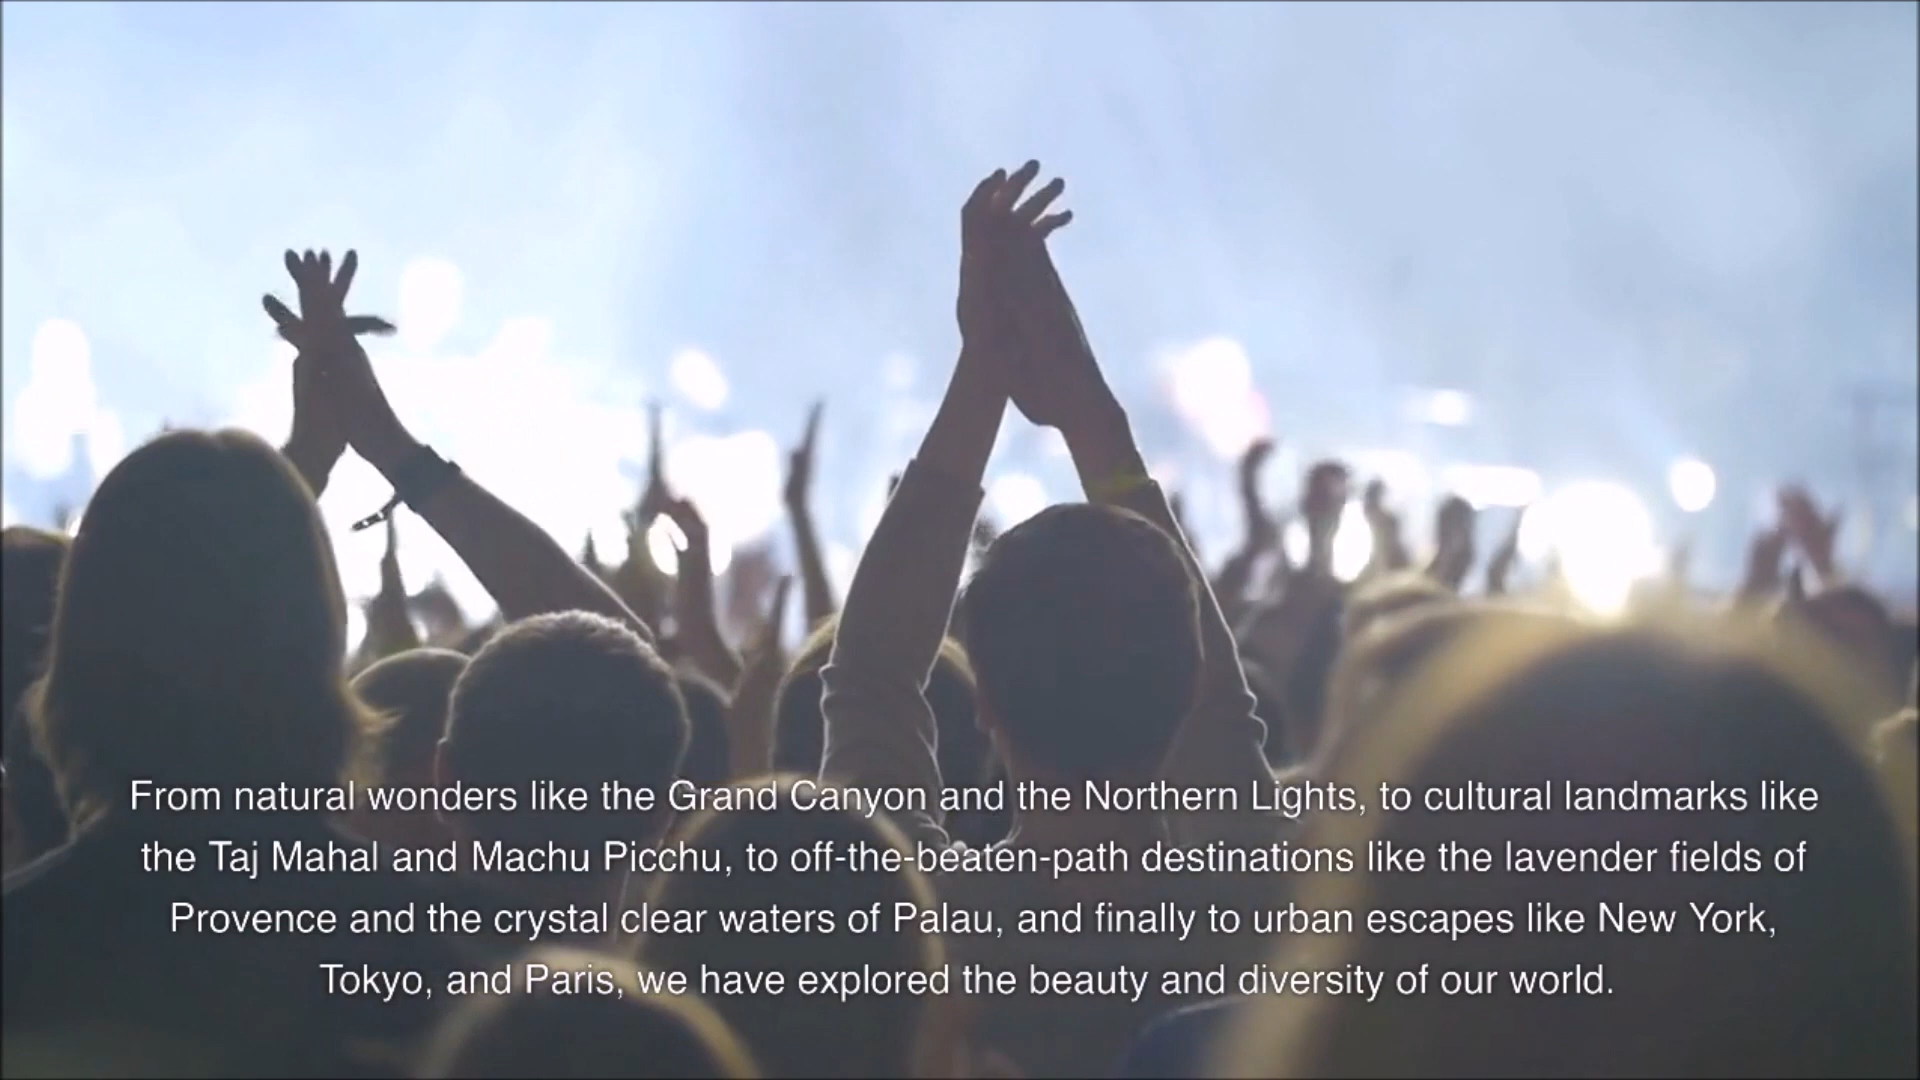 From natural wonders like the Grand Canyon and the Northern Lights, to cultural landmarks like
the Taj Mahal and Machu Picchu, to off-the-beaten-path destinations like the lavender fields of
Provence and the crystal clear waters of Palau, and finally to urban escapes like New York,
Tokyo, and Paris, we have explored the beauty and diversity of our world.